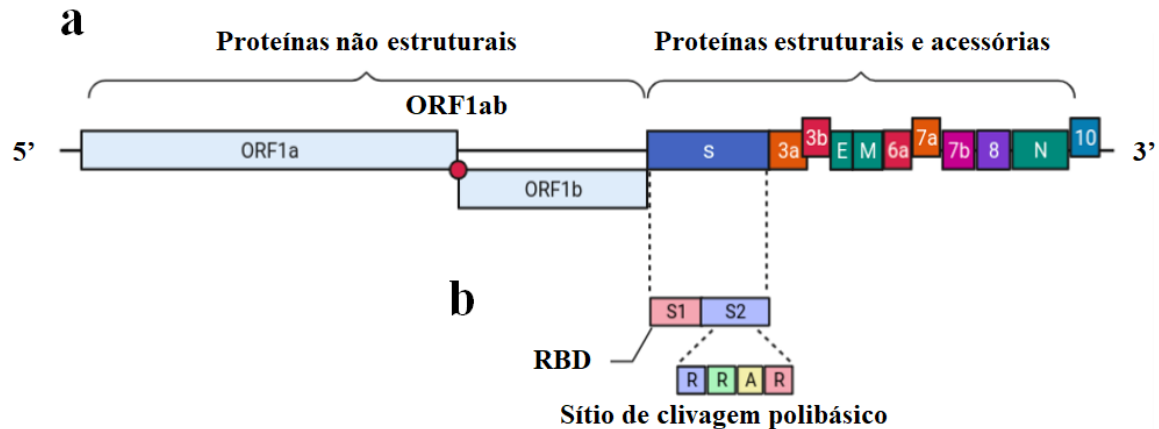 a
Proteínas não estruturais
Proteínas estruturais e acessórias
ORF1ab
5’
ORF1a
ORF1b
S
3a
3b
E
M
6a
7a
7b
8
N
10
3’
b
S1
S2
RBD
R
R
A
R
Sítio de clivagem polibásico